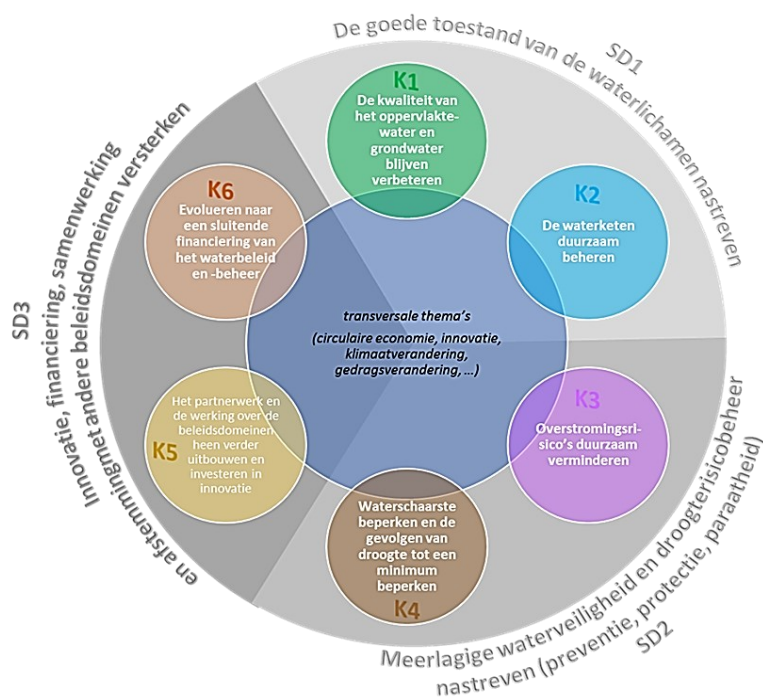 SD1
De goede toestand van de waterlichamen nastreven
K1
De kwaliteit van
het oppervlakte-
water en
grondwater
blijven
verbeteren
K2
De waterketen
duurzaam
beheren
SD2
Meerlagige waterveiligheid en droogterisicobeheer
nastreven (preventie, protectie, paraatheid)
K3
Overstromingsri-
sico's duurzaam
verminderen
Waterschaarste
beperken en de
gevolgen van
droogte tot een
minimum
beperken
K4
SD3
Innovatie, financiering, samenwerking
en afstemmingmet andere beleidsdomeinen versterken
K5
Het partnerwerk en
de werking over de
beleidsdomeinen
heen verder
uitbouwen en
investeren in
innovatie
K6
Evolueren naar
een sluitende
financiering van
het waterbeleid
en -beheer
transversale thema's
(circulaire economie, innovatie,
klimaatverandering,
gedragsverandering, ...)